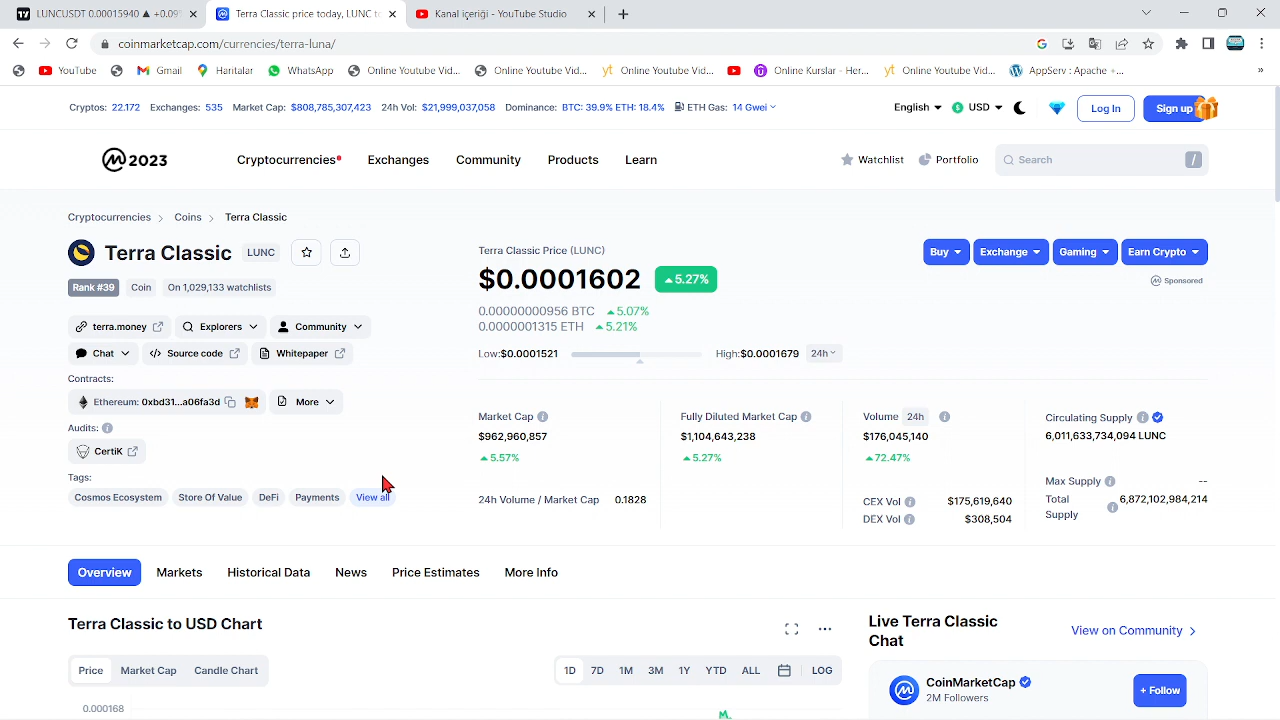 LUNCUSDT 0.00015940 ▲ +0.09
Terra Classic price today, LUNC to
Kanal içeriği - YouTube Studio
coinmarketcap.com/currencies/terra-luna/
YouTube
Gmail
Haritalar
WhatsApp
Online Youtube Vid...
Online Youtube Vid...
Online Youtube Vid...
Online Kurslar - Her...
Online Youtube Vid...
AppServ : Apache +...
»
Cryptos: 22.172 Exchanges: 535 Market Cap: $808,785,307,423 24h Vol: $21,999,037,058 Dominance: BTC: 39.9% ETH: 18.4% ETH Gas: 14 Gwei
English
USD
Log In
Sign up
2023
Cryptocurrencies
Exchanges
Community
Products
Learn
Watchlist
Portfolio
Search
/
Cryptocurrencies > Coins > Terra Classic
Terra Classic LUNC
Rank #39
Coin
On 1,029,133 watchlists
terra.money
Explorers
Community
Chat
Source code
Whitepaper
Contracts:
Ethereum: 0xbd31...a06fa3d
More
Audits:
CertiK
Tags:
Cosmos Ecosystem
Store Of Value
DeFi
Payments
View all
Terra Classic Price (LUNC)
$0.0001602 ▲5.27%
0.00000000956 BTC ▲5.07%
0.0000001315 ETH ▲5.21%
Low:$0.0001521
High:$0.0001679
24h
Buy
Exchange
Gaming
Earn Crypto
Sponsored
Market Cap
$962,960,857
▲5.57%
24h Volume / Market Cap 0.1828
Fully Diluted Market Cap
$1,104,643,238
▲5.27%
Volume 24h
$176,045,140
▲72.47%
CEX Vol $175,619,640
DEX Vol $308,504
Circulating Supply
6,011,633,734,094 LUNC
Max Supply --
Total Supply 6,872,102,984,214
Overview
Markets
Historical Data
News
Price Estimates
More Info
Terra Classic to USD Chart
Price
Market Cap
Candle Chart
1D
7D
1M
3M
1Y
YTD
ALL
LOG
0.000168
Live Terra Classic
Chat
View on Community >
CoinMarketCap
2M Followers
+ Follow